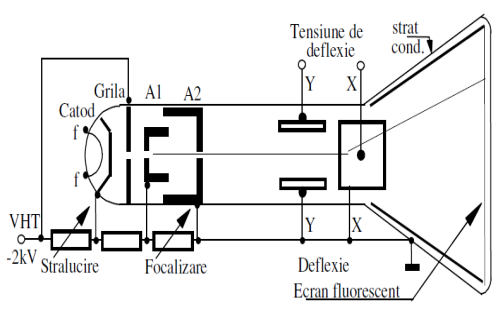 Tensiune de
deflexie
strat
cond.
Y
X
Grila
A1
A2
Catod
f
f
VHT
-2kV
Stralucire
Focalizare
Y
X
Deflexie
Ecran fluorescent